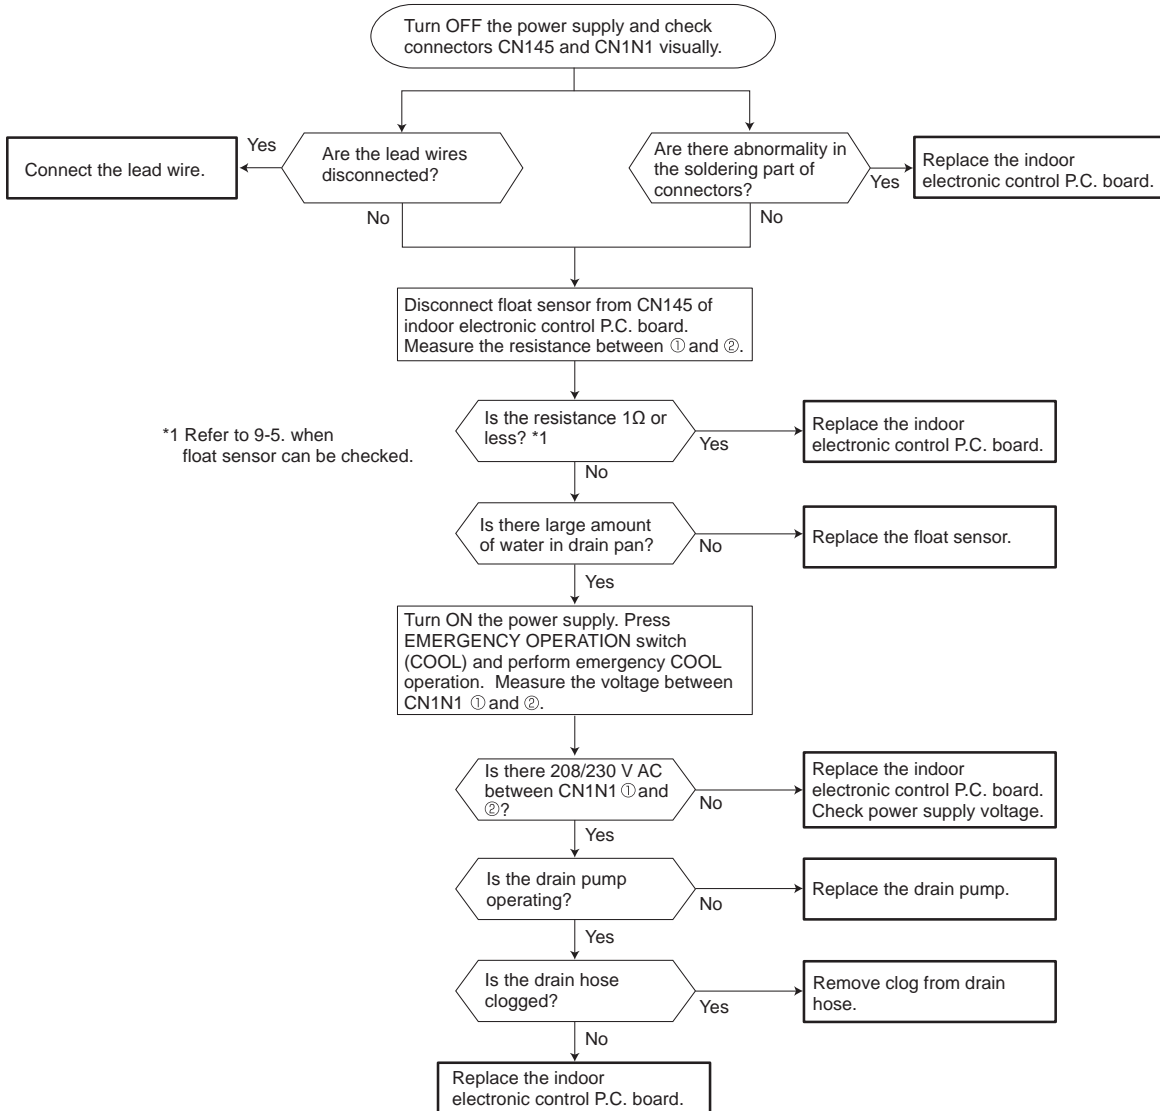 Turn OFF the power supply and check
connectors CN145 and CN1N1 visually.
Yes
Connect the lead wire.
Are the lead wires
disconnected?
No
Are there abnormality in
the soldering part of
connectors?
Yes
Replace the indoor
electronic control P.C. board.
No
Disconnect float sensor from CN145 of
indoor electronic control P.C. board.
Measure the resistance between ① and ②.
*1 Refer to 9-5. when
float sensor can be checked.
Is the resistance 1Ω or
less? *1
Yes
Replace the indoor
electronic control P.C. board.
No
Is there large amount
of water in drain pan?
No
Replace the float sensor.
Yes
Turn ON the power supply. Press
EMERGENCY OPERATION switch
(COOL) and perform emergency COOL
operation. Measure the voltage between
CN1N1 ① and ②.
Is there 208/230 V AC
between CN1N1 ① and
②?
No
Replace the indoor
electronic control P.C. board.
Check power supply voltage.
Yes
Is the drain pump
operating?
No
Replace the drain pump.
Yes
Is the drain hose
clogged?
Yes
Remove clog from drain
hose.
No
Replace the indoor
electronic control P.C. board.